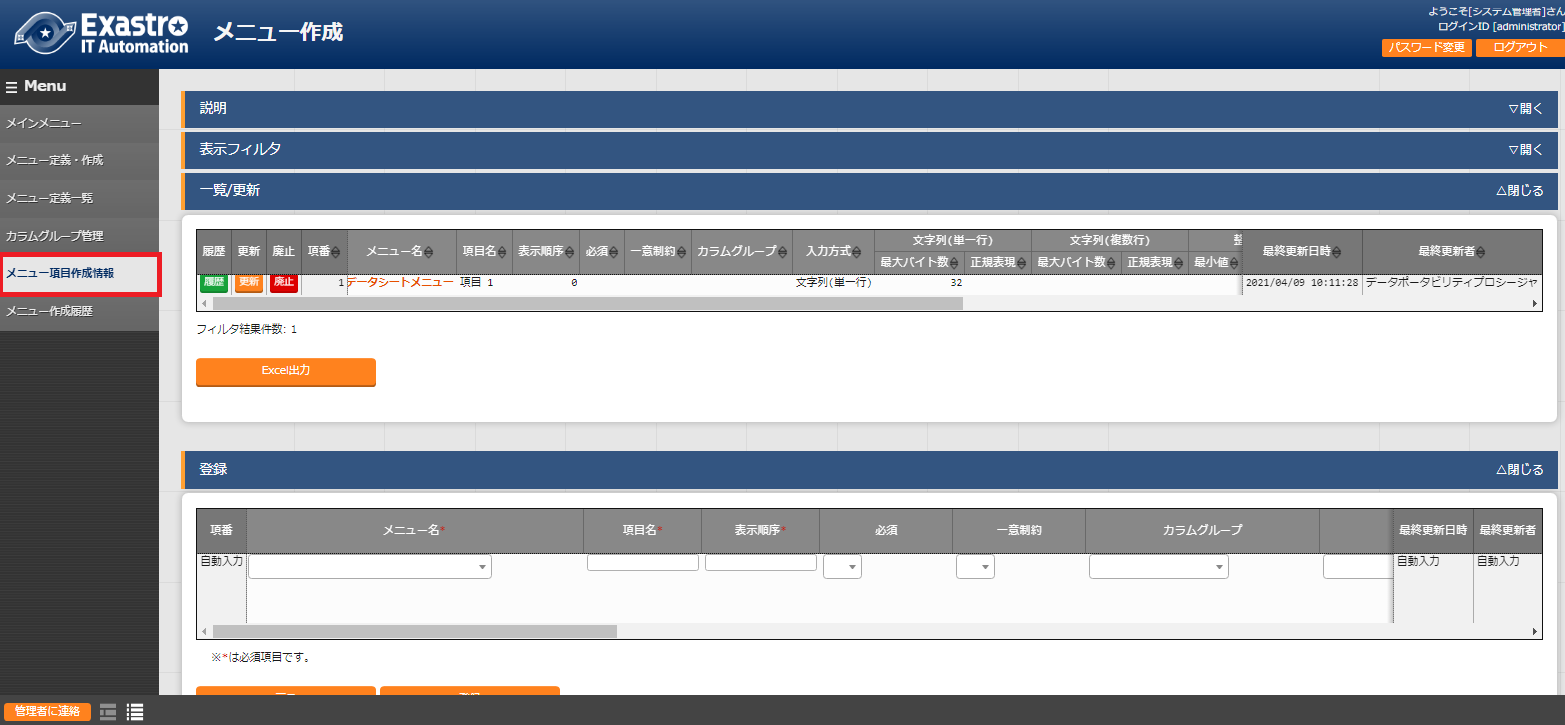 Exastro
IT Automation
メニュー作成
ようこそ[システム管理者]さん
ログインID [administrator]
パスワード変更 ログアウト
Menu
メインメニュー
メニュー定義・作成
メニュー定義一覧
カラムグループ管理
メニュー項目作成情報
メニュー作成履歴
説明 ▽開く
表示フィルタ ▽開く
一覧/更新 △閉じる
履歴 更新 廃止 項番 メニュー名 項目名 表示順序 必須 一意制約 カラムグループ 入力方式 文字列(単一行) 文字列(複数行) 最終更新日時 最終更新者
最大バイト数 正規表現 最大バイト数 正規表現 最小値
履歴 更新 廃止 1 データシートメニュー 項目 1 0 文字列(単一行) 32 2021/04/09 10:11:28 データポータビリティプロシージャ
フィルタ結果件数: 1
Excel出力
登録 △閉じる
項番 メニュー名* 項目名* 表示順序* 必須 一意制約 カラムグループ 最終更新日時 最終更新者
自動入力 自動入力 自動入力
※*は必須項目です。
管理者に連絡